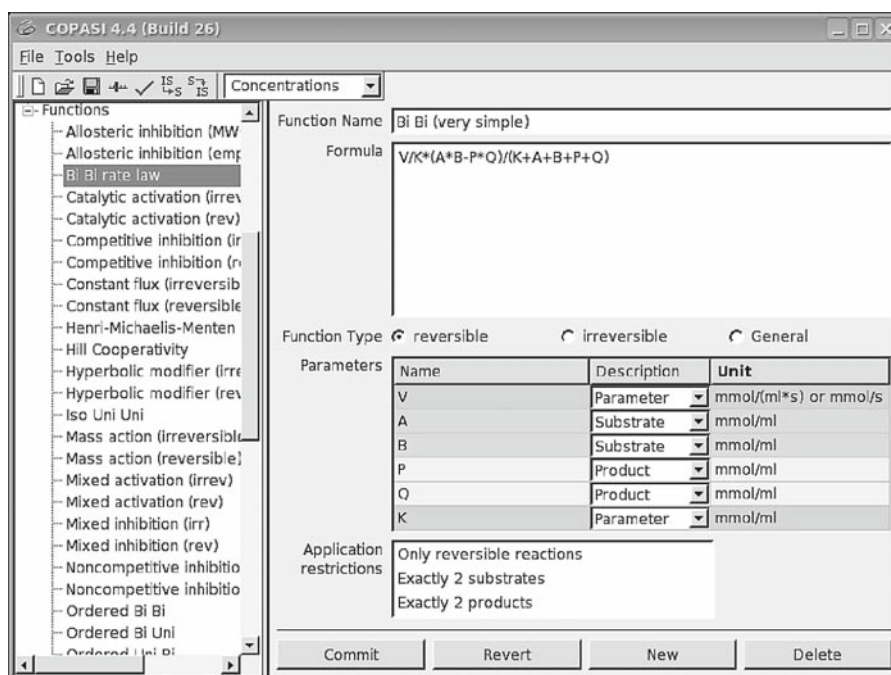 COPASI 4.4 (Build 26)
File Tools Help
IS S
S IS
Concentrations
Functions
Allosteric inhibition (MW
Allosteric inhibition (emp
Bi Bi rate law
Catalytic activation (irrev
Catalytic activation (rev)
Competitive inhibition (ir
Competitive inhibition (r
Constant flux (irreversib
Constant flux (reversible
Henri-Michaelis-Menten
Hill Cooperativity
Hyperbolic modifier (irre
Hyperbolic modifier (rev
Iso Uni Uni
Mass action (irreversible
Mass action (reversible)
Mixed activation (irrev)
Mixed activation (rev)
Mixed inhibition (irr)
Mixed inhibition (rev)
Noncompetitive inhibitio
Noncompetitive inhibitio
Ordered Bi Bi
Ordered Bi Uni
Ordered Uni Bi
Function Name Bi Bi (very simple)
Formula V/K*(A*B-P*Q)/(K+A+B+P+Q)
Function Type reversible irreversible General
Parameters
Name Description Unit
V Parameter mmol/(ml*s) or mmol/s
A Substrate mmol/ml
B Substrate mmol/ml
P Product mmol/ml
Q Product mmol/ml
K Parameter mmol/ml
Application restrictions
Only reversible reactions
Exactly 2 substrates
Exactly 2 products
Commit Revert New Delete